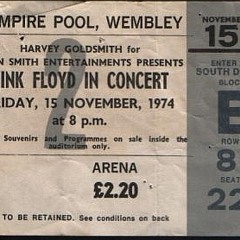 MPIRE POOL, WEMBLEY
HARVEY GOLDSMITH for
N SMITH ENTERTAINMENTS PRESENTS
INK FLOYD IN CONCERT
IDAY, 15 NOVEMBER, 1974
at 8 p.m.
Souvenirs and Programmes on sale inside the
auditorium only.
2
ARENA
£2.20
TO BE RETAINED. See conditions on back
NOVEMBER
15
ENTER
SOUTH D
BLOC
E
ROW
8
SEAT
22